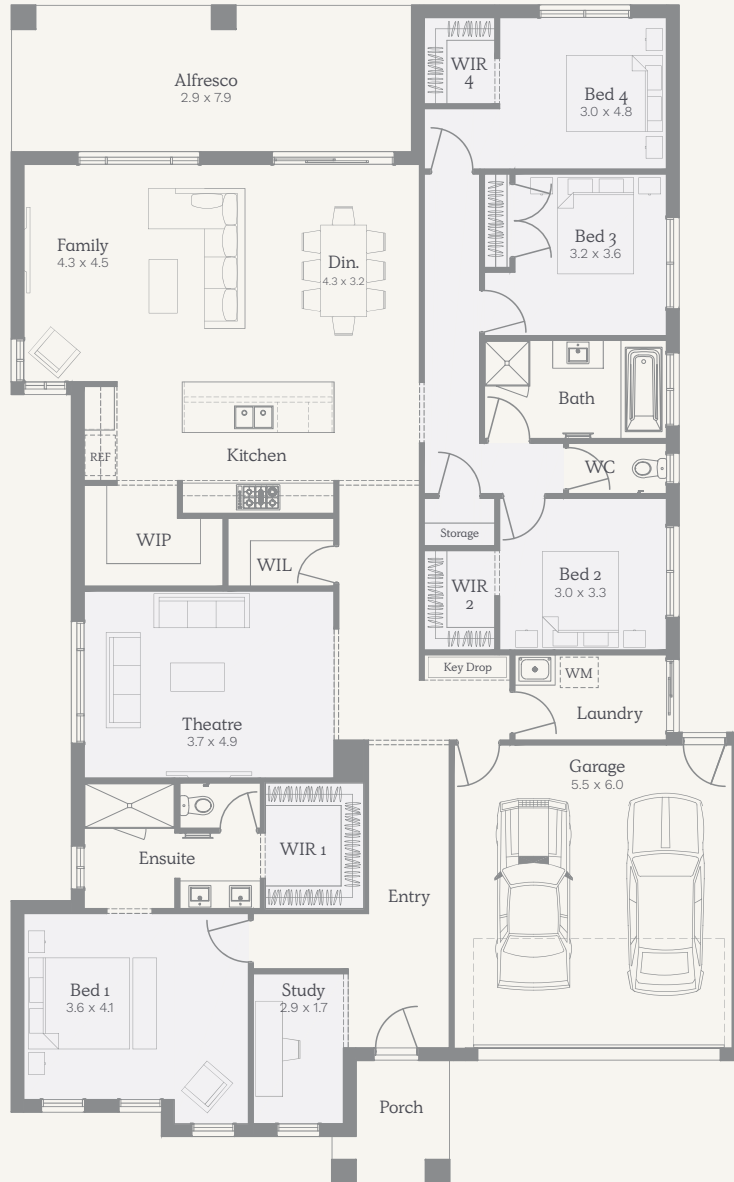 Alfresco
2.9 x 7.9
WIR
4
Bed 4
3.0 x 4.8
Family
4.3 x 4.5
Din.
4.3 x 3.2
Bed 3
3.2 x 3.6
Bath
REF
Kitchen
WC
WIP
WIL
Storage
WIR
2
Bed 2
3.0 x 3.3
Key Drop
WM
Laundry
Theatre
3.7 x 4.9
Garage
5.5 x 6.0
Ensuite
WIR 1
Entry
Bed 1
3.6 x 4.1
Study
2.9 x 1.7
Porch